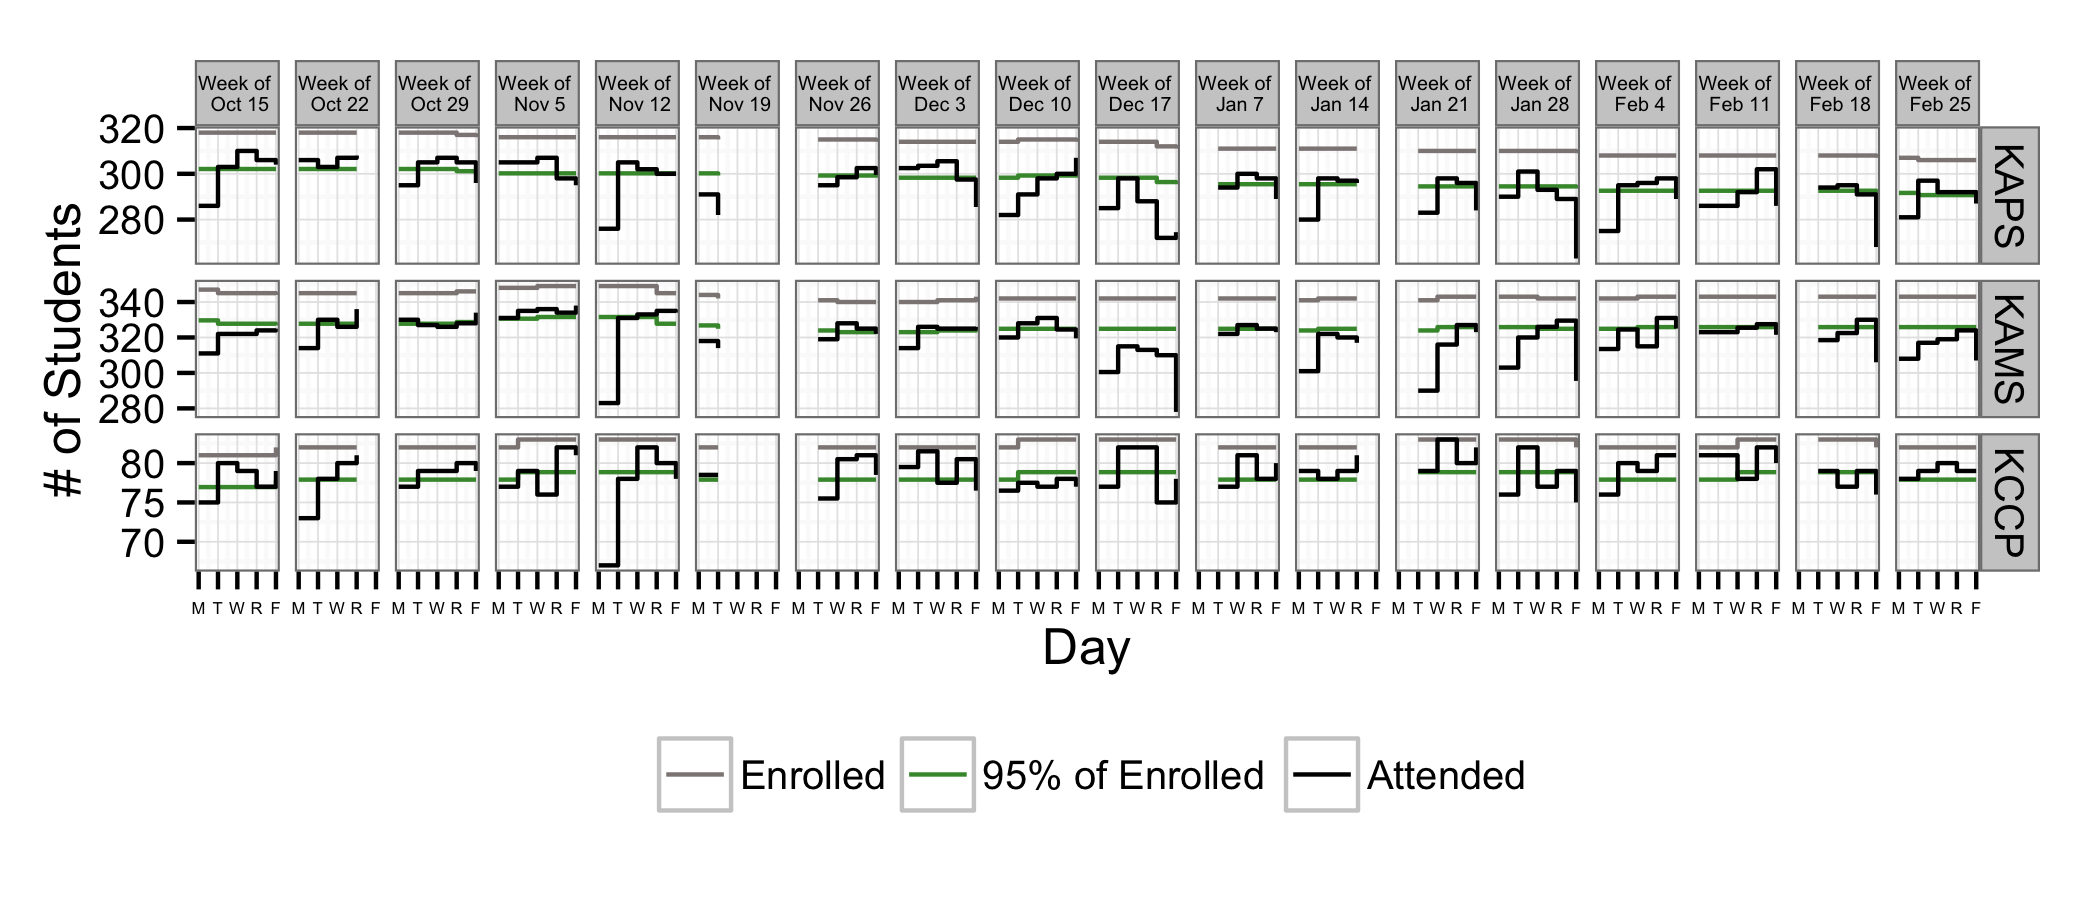 Week of Oct 15
Week of Oct 22
Week of Oct 29
Week of Nov 5
Week of Nov 12
Week of Nov 19
Week of Nov 26
Week of Dec 3
Week of Dec 10
Week of Dec 17
Week of Jan 7
Week of Jan 14
Week of Jan 21
Week of Jan 28
Week of Feb 4
Week of Feb 11
Week of Feb 18
Week of Feb 25
# of Students
320
300
280
KAPS
340
320
300
280
KAMS
80
75
70
KCCP
M T W R F M T W R F M T W R F M T W R F M T W R F M T W R F M T W R F M T W R F M T W R F M T W R F M T W R F M T W R F M T W R F M T W R F M T W R F M T W R F M T W R F M T W R F
Day
Enrolled 95% of Enrolled Attended